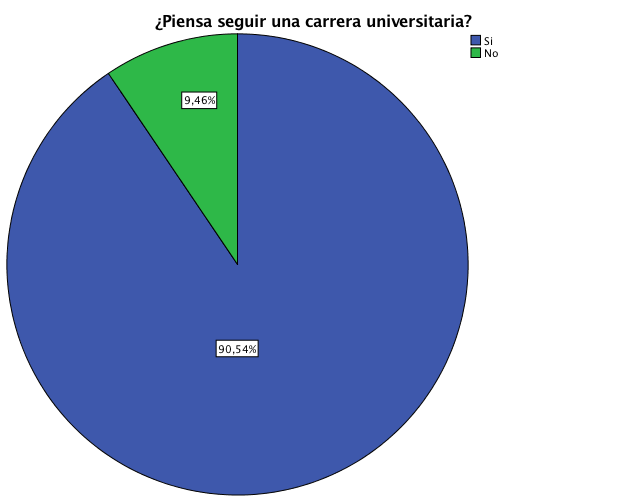 ¿Piensa seguir una carrera universitaria?
Si
No
9,46%
90,54%